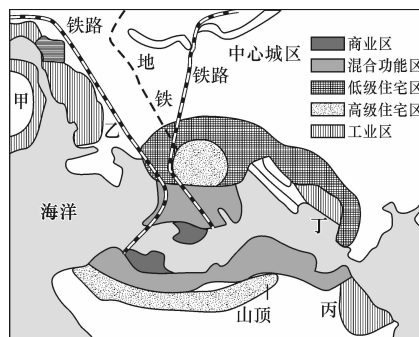 铁路
地
铁
铁路
中心城区
商业区
混合功能区
低级住宅区
高级住宅区
工业区
甲
乙
海洋
丁
山顶
丙